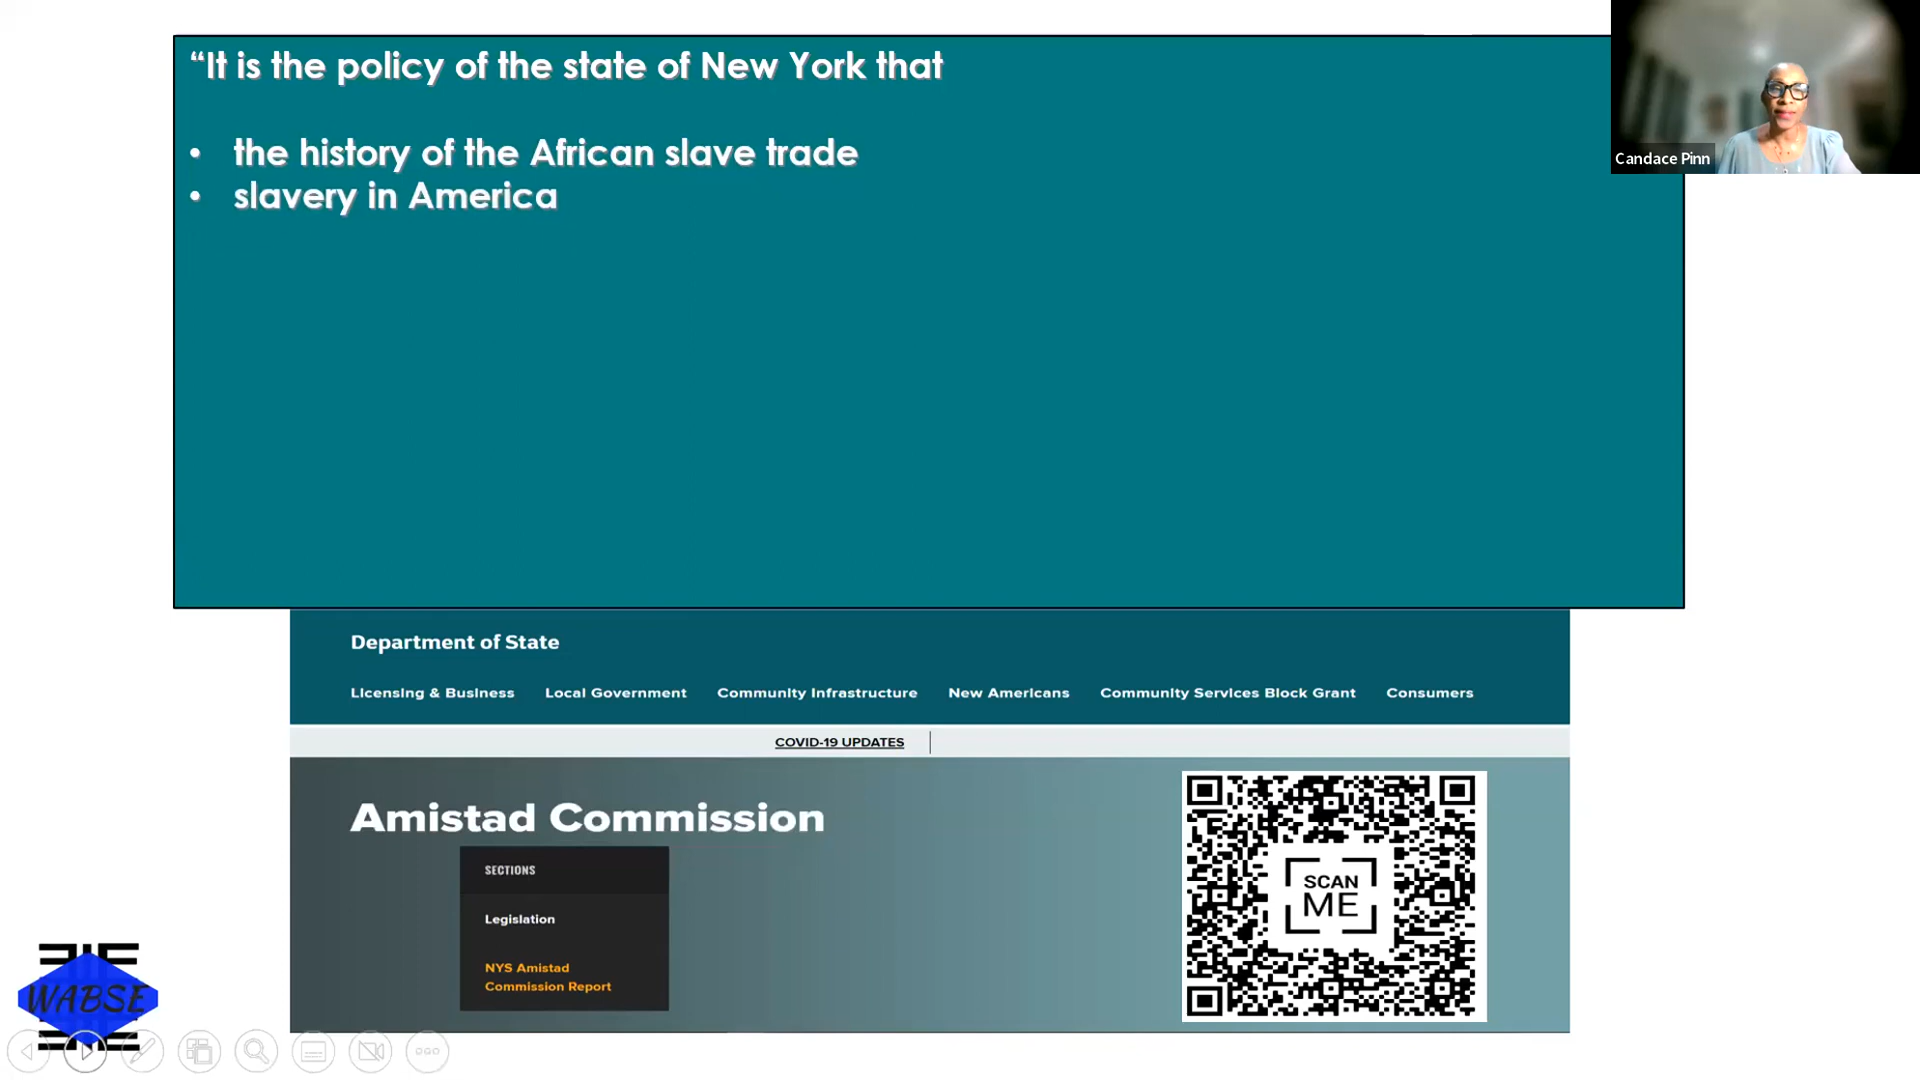 “It is the policy of the state of New York that
• the history of the African slave trade
• slavery in America
Candace Pinn
Department of State
Licensing & Business Local Government Community Infrastructure New Americans Community Services Block Grant Consumers
COVID-19 UPDATES
Amistad Commission
SECTIONS
Legislation
NYS Amistad
Commission Report
SCAN
ME
WABSE